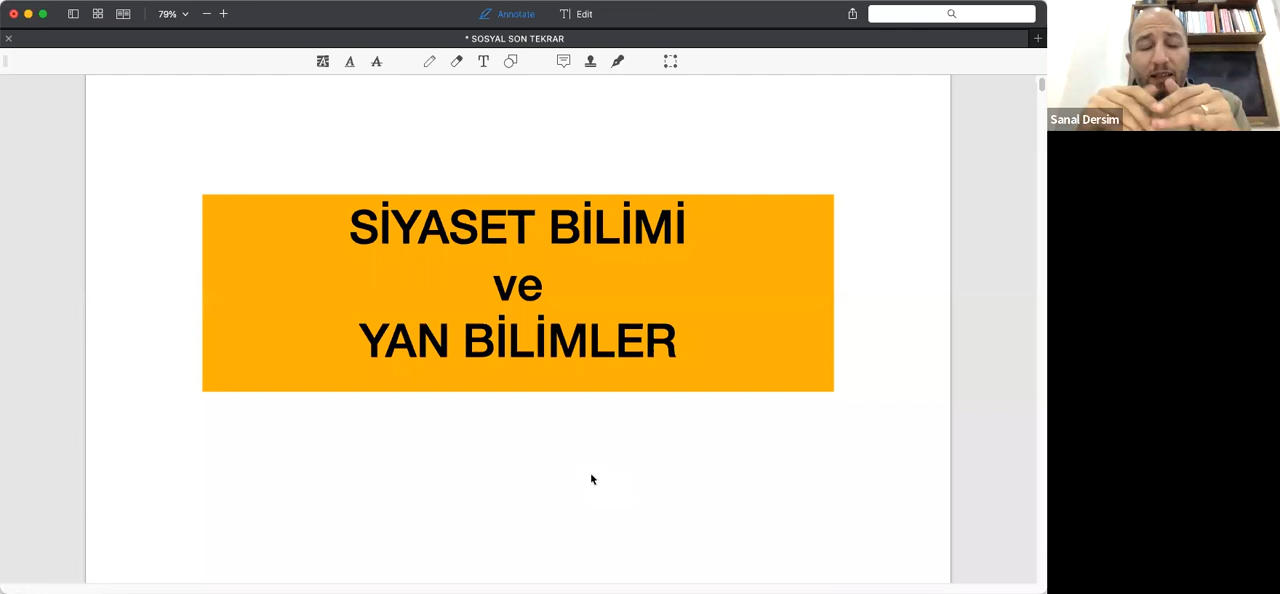 79%
Annotate
T Edit
* SOSYAL SON TEKRAR
SİYASET BİLİMİ
ve
YAN BİLİMLER
Sanal Dersim